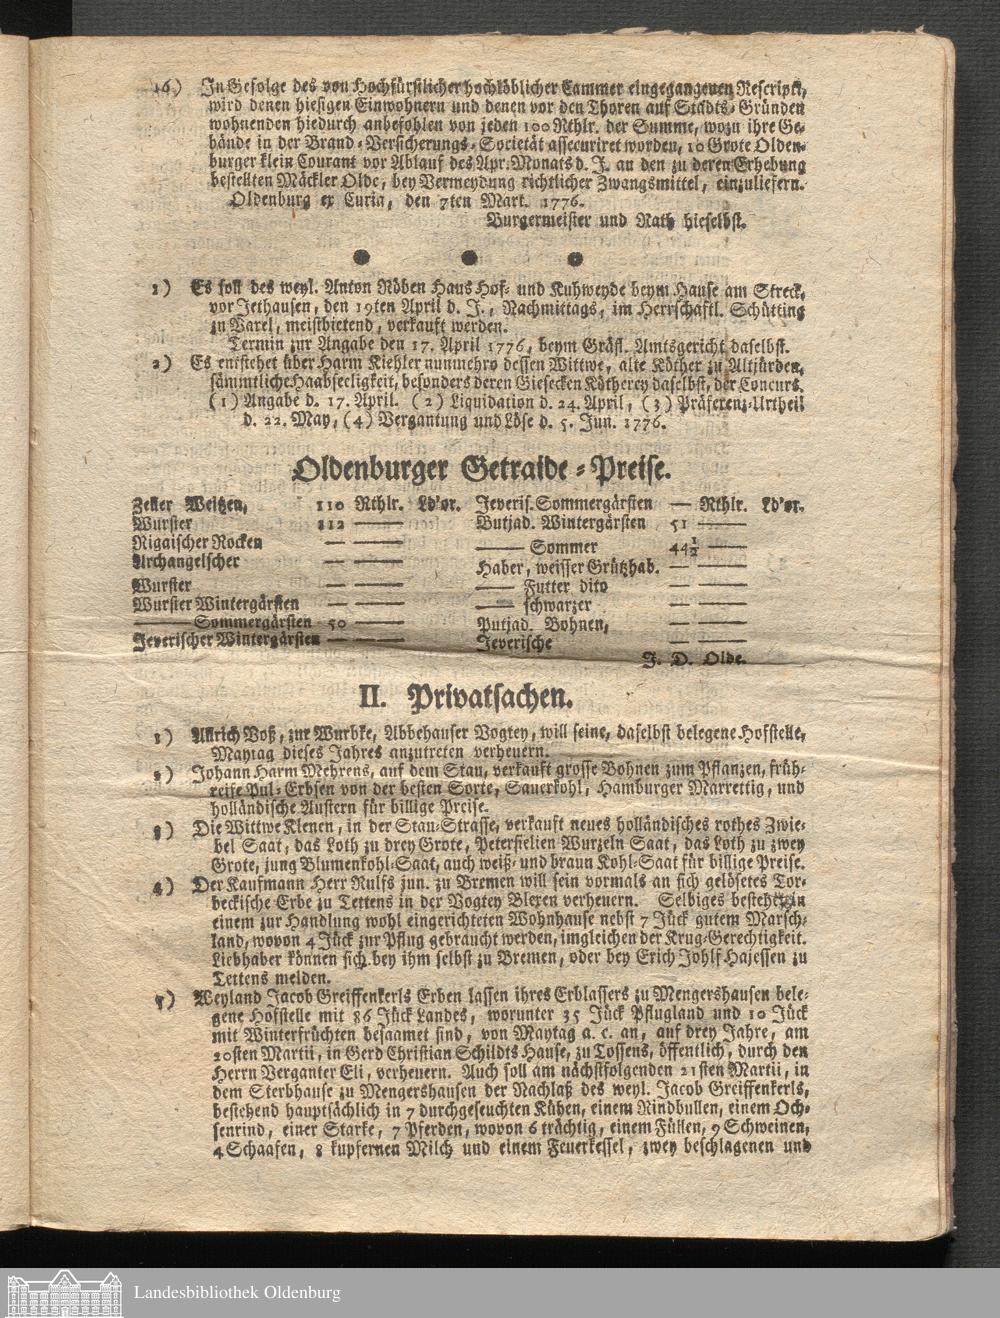 16) In Gefolge des von Hochfürstlicher hochlöblicher Cammer eingegangenen Rescripts,
wird denen hiesigen Einwohnern und denen vor den Thoren auf Stadts-Gründen
wohnenden hiedurch anbefohlen von jeden 100 Rthlr. der Summe, wozu ihre Ge-
bäude in der Brand-Versicherungs-Societät assecuriret worden, 10 Grote Olden-
burger klein Courant vor Ablauf des Apr. Monats d. J. an den zu deren Erhebung
bestellten Mäckler Olde, bey Vermeydung richtlicher Zwangsmittel, einzuliefern.
Oldenburg ex Curia, den 7ten Mart. 1776.
Burgermeister und Rath hieselbst.
1) Es soll des weyl. Anton Röben Haus Hof- und Kuhweyde beym Hause am Streck,
vor Jethausen, den 19ten April d. J., Nachmittags, im Herrschaftl. Schütting
zu Varel, meistbietend, verkauft werden.
Termin zur Angabe den 17. April 1776, beym Gräfl. Amtsgericht daselbst.
2) Es entstehet über Harm Kiehler nunmehro dessen Wittwe, alte Köther zu Altjürden,
sämmtliche Haabseeligkeit, besonders deren Giesecken Kötherey daselbst, der Concurs.
(1) Angabe d. 17. April. (2) Liquidation d. 24. April, (3) Präferenz-Urtheil
d. 22. May, (4) Vergantung und Löse d. 5. Jun. 1776.
Oldenburger Getraide-Preise.
Zeller Weitzen, 110 Rthlr. Ld'or. Jeveris. Sommergärsten — Rthlr. Ld'or.
Wurster 112 —— Butjad. Wintergärsten 51 ——
Rigaischer Rocken — —— —— Sommer 44½ ——
Archangelscher — —— Haber, weisser Grützhab. — ——
Wurster — —— —— Futter dito — ——
Wurster Wintergärsten — —— —— schwarzer — ——
—— Sommergärsten 50 —— Putjad. Bohnen, — ——
Jeverischer Wintergärsten — —— Jeverische — ——
J. D. Olde.
II. Privatsachen.
1) Allrich Voß, zur Wurbke, Abbehauser Vogtey, will seine, daselbst belegene Hofstelle,
Maytag dieses Jahres anzutreten verheuern.
2) Johann Harm Mehrens, auf dem Stau, verkauft grosse Bohnen zum Pflanzen, früh-
reife Pul-Erbsen von der besten Sorte, Sauerkohl, Hamburger Marrettig, und
holländische Austern für billige Preise.
3) Die Wittwe Klenen, in der Stau-Strasse, verkauft neues holländisches rothes Zwie-
bel Saat, das Loth zu drey Grote, Petersielien Wurzeln Saat, das Loth zu zwey
Grote, jung Blumenkohl-Saat, auch weiß- und braun Kohl-Saat für billige Preise.
4) Der Kaufmann Herr Rulfs jun. zu Bremen will sein vormals an sich gelösetes Tor-
beckische Erbe zu Tettens in der Vogtey Blexen verheuern. Selbiges bestehet in
einem zur Handlung wohl eingerichteten Wohnhause nebst 7 Jück gutem Marsch-
land, wovon 4 Jück zur Pflug gebraucht werden, imgleichen der Krug-Gerechtigkeit.
Liebhaber können sich bey ihm selbst zu Bremen, oder bey Erich Johlf Hajessen zu
Tettens melden.
5) Weyland Jacob Greiffenkerls Erben lassen ihres Erblassers zu Mengershausen bele-
gene Hofstelle mit 86 Jück Landes, worunter 35 Jück Pflugland und 10 Jück
mit Winterfrüchten besaamet sind, von Maytag a. c. an, auf drey Jahre, am
20sten Martii, in Gerd Christian Schildts Hause, zu Tossens, öffentlich, durch den
Herrn Verganter Eli, verheuern. Auch soll am nächstfolgenden 21sten Martii, in
dem Sterbhause zu Mengershausen der Nachlaß des weyl. Jacob Greiffenkerls,
bestehend hauptsächlich in 7 durchgeseuchten Kühen, einem Rindbullen, einem Och-
senrind, einer Starke, 7 Pferden, wovon 6 trächtig, einem Füllen, 9 Schweinen,
4 Schaafen, 8 kupfernen Milch und einem Feuerkessel, zwey beschlagenen und
Landesbibliothek Oldenburg